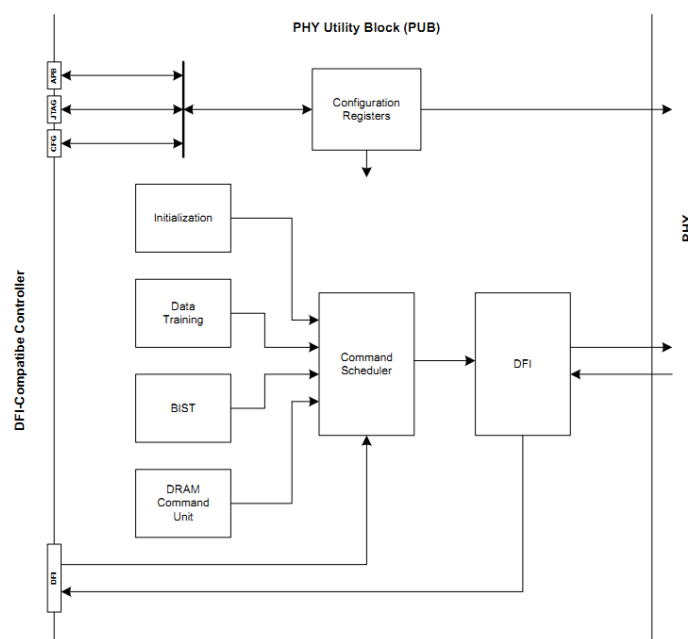 PHY Utility Block (PUB)
APB
JTAG
CFG
Configuration
Registers
Initialization
PHY
Data
Training
DFI-Compatibe Controller
Command
Scheduler
DFI
BIST
DRAM
Command
Unit
DFI